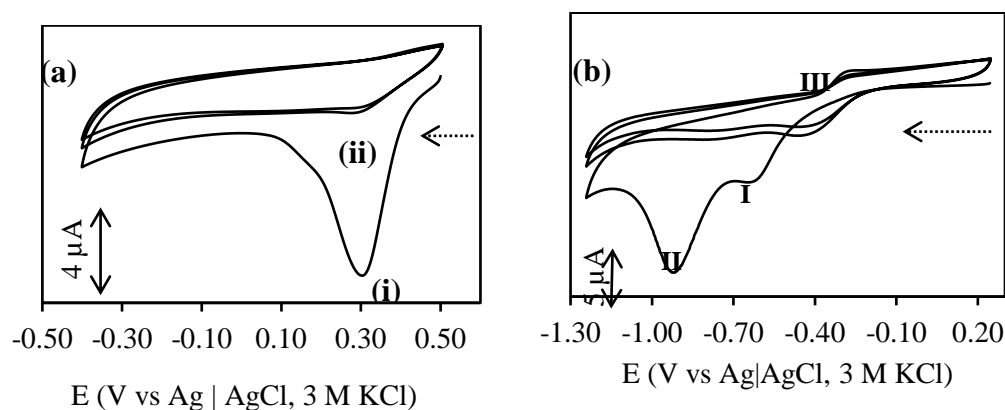 (a)
(ii)
(i)
4 µA
-0.50 -0.30 -0.10 0.10 0.30 0.50
E (V vs Ag | AgCl, 3 M KCl)
(b)
III
I
II
5 µA
-1.30 -1.00 -0.70 -0.40 -0.10 0.20
E (V vs Ag|AgCl, 3 M KCl)